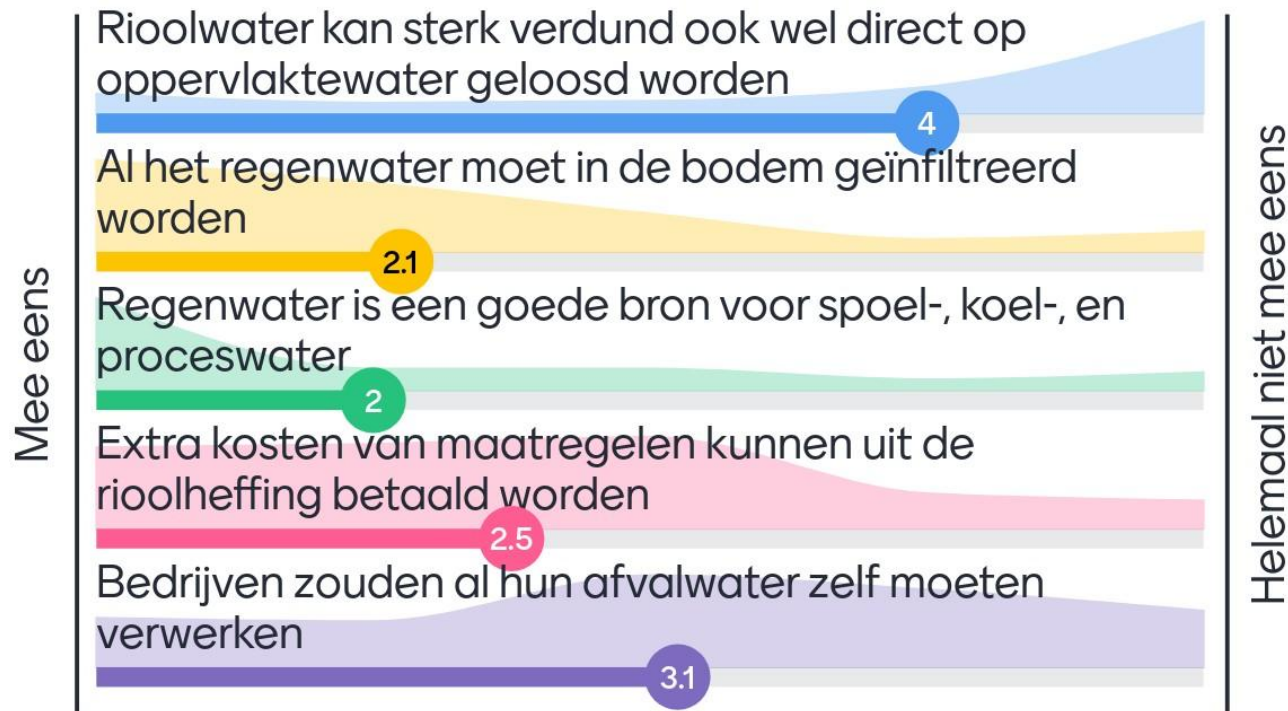 Mee eens
Rioolwater kan sterk verdund ook wel direct op
oppervlaktewater geloosd worden
4
Al het regenwater moet in de bodem geïnfiltreerd
worden
2.1
Regenwater is een goede bron voor spoel-, koel-, en
proceswater
2
Extra kosten van maatregelen kunnen uit de
rioolheffing betaald worden
2.5
Bedrijven zouden al hun afvalwater zelf moeten
verwerken
3.1
Helemaal niet mee eens